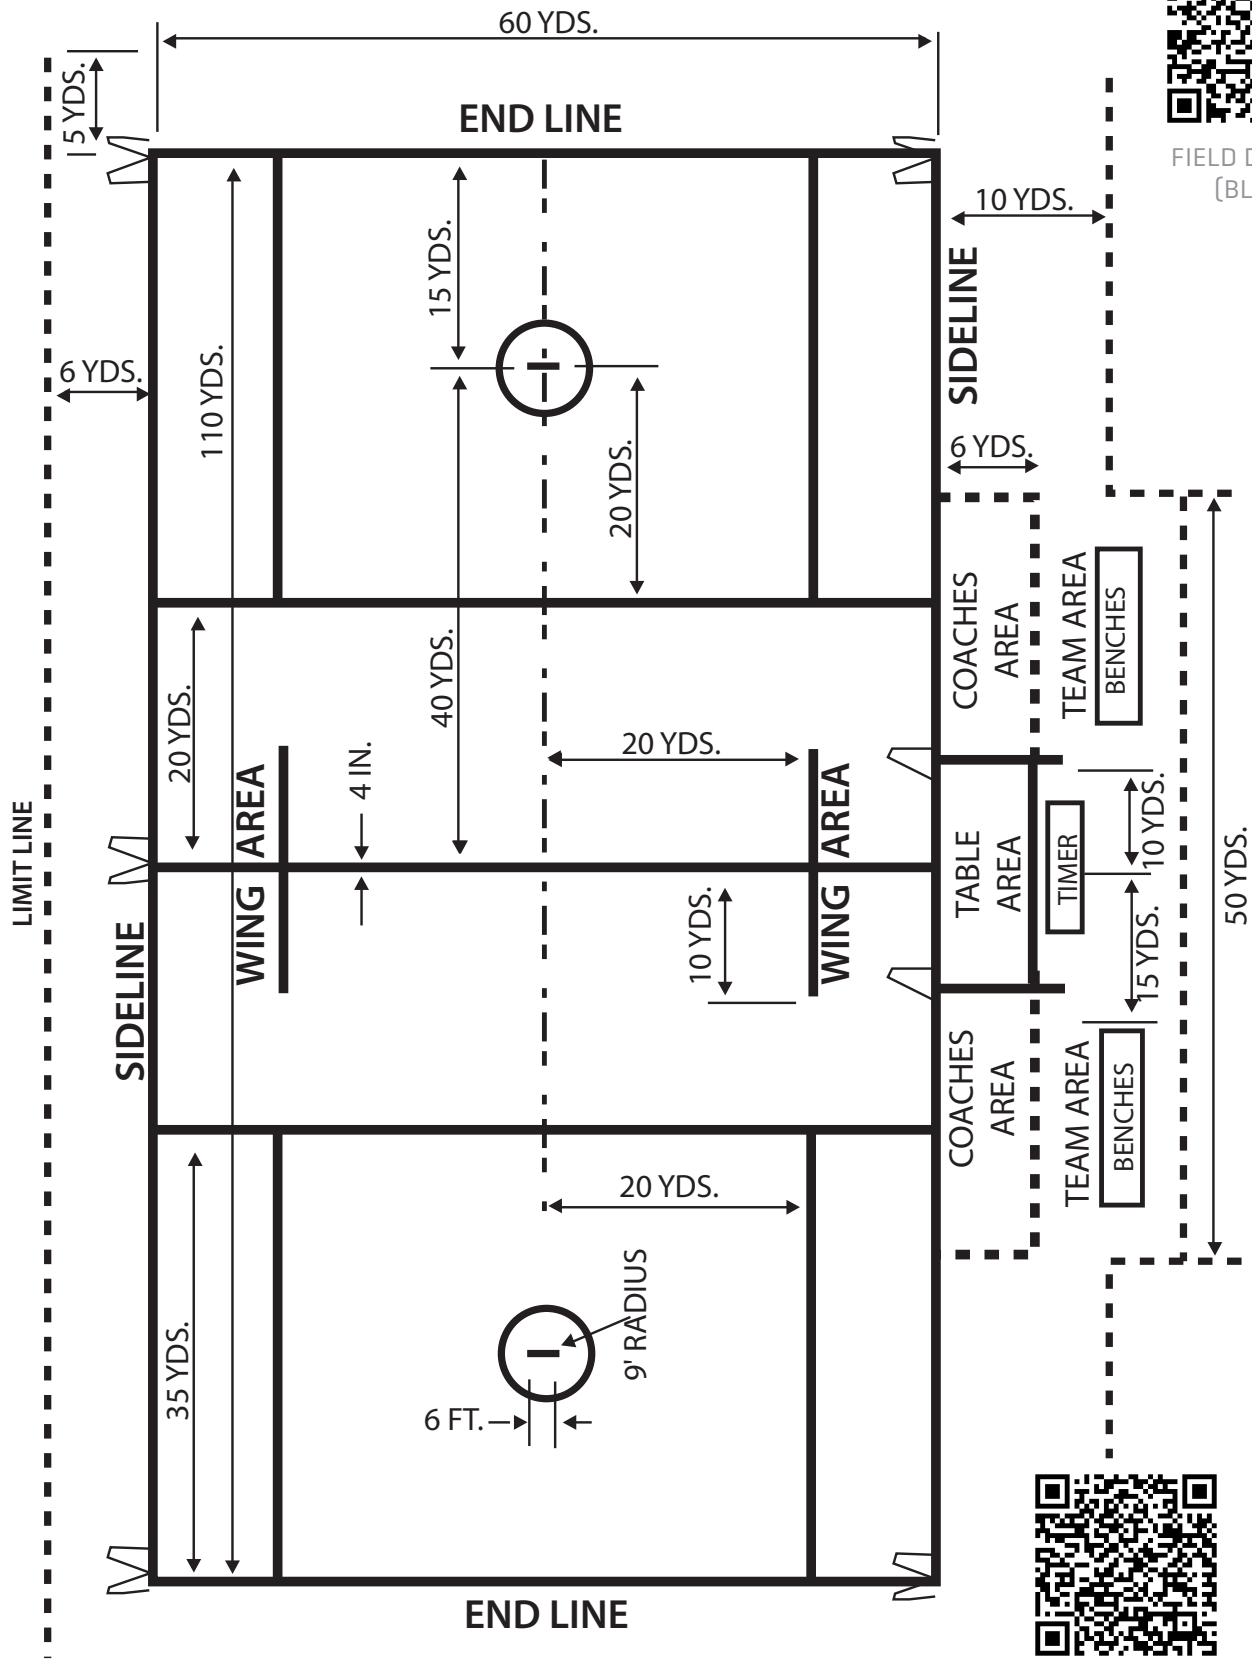 60 YDS.
5 YDS.
END LINE
FIELD D
(BL
10 YDS.
15 YDS.
SIDELINE
110 YDS.
6 YDS.
6 YDS.
20 YDS.
COACHES
AREA
TEAM AREA
BENCHES
40 YDS.
20 YDS.
20 YDS.
4 IN.
WING AREA
WING AREA
LIMIT LINE
TABLE
AREA
TIMER
10 YDS.
50 YDS.
10 YDS.
15 YDS.
SIDELINE
COACHES
AREA
TEAM AREA
BENCHES
20 YDS.
9' RADIUS
35 YDS.
6 FT.
END LINE